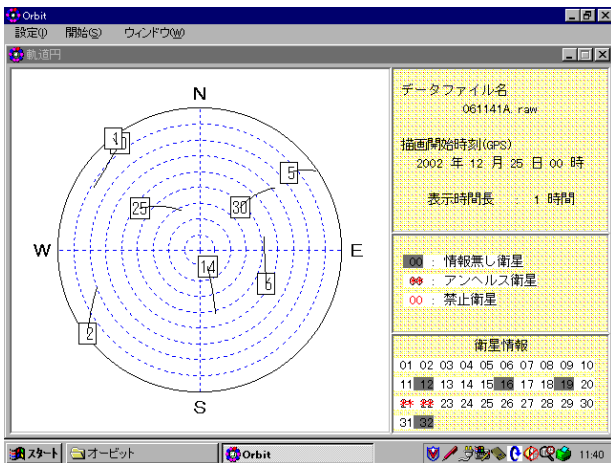 Orbit
設定(I) 開始(S) ウィンドウ(W)
軌道円
N
1
5
25
30
W
E
14
6
2
S
データファイル名
061141A.raw
描画開始時刻(GPS)
2002 年 12 月 25 日 00 時
表示時間長 : 1 時間
00 : 情報無し衛星
00 : アンヘルス衛星
00 : 禁止衛星
衛星情報
01 02 03 04 05 06 07 08 09 10
11 12 13 14 15 16 17 18 19 20
21 22 23 24 25 26 27 28 29 30
31 32
スタート オービット Orbit 11:40